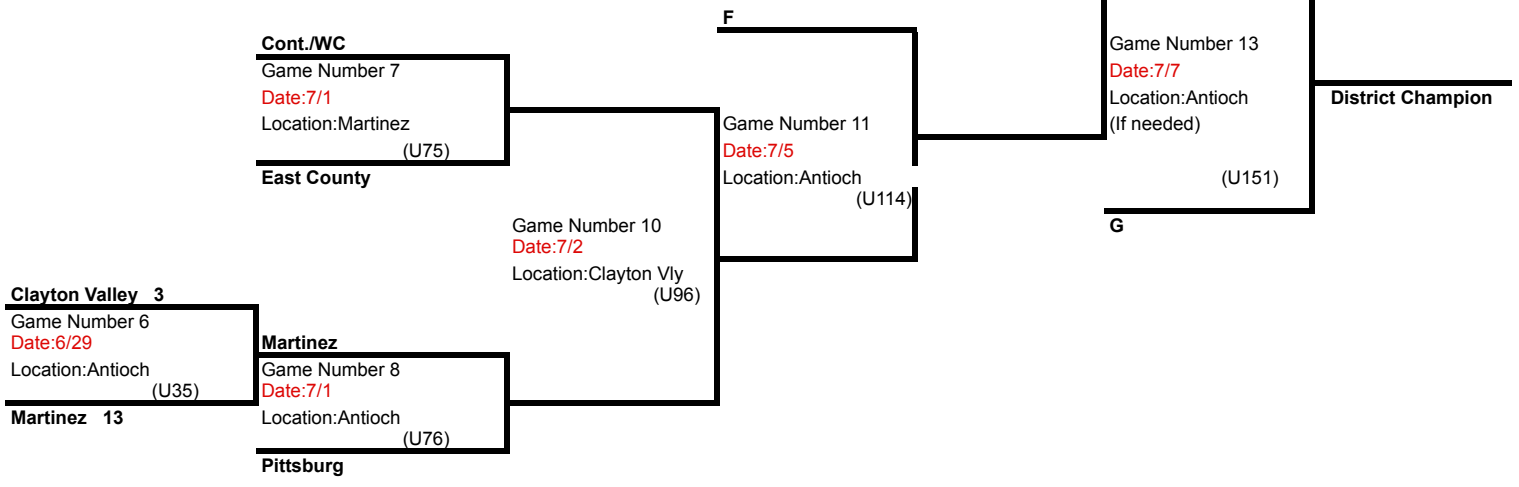 F
Cont./WC
Game Number 7
Date:7/1
Location:Martinez
(U75)
East County
Game Number 13
Date:7/7
Location:Antioch
(If needed)
(U151)
G
District Champion
Game Number 11
Date:7/5
Location:Antioch
(U114)
Game Number 10
Date:7/2
Location:Clayton Vly
(U96)
Clayton Valley 3
Game Number 6
Date:6/29
Location:Antioch
(U35)
Martinez 13
Martinez
Game Number 8
Date:7/1
Location:Antioch
(U76)
Pittsburg